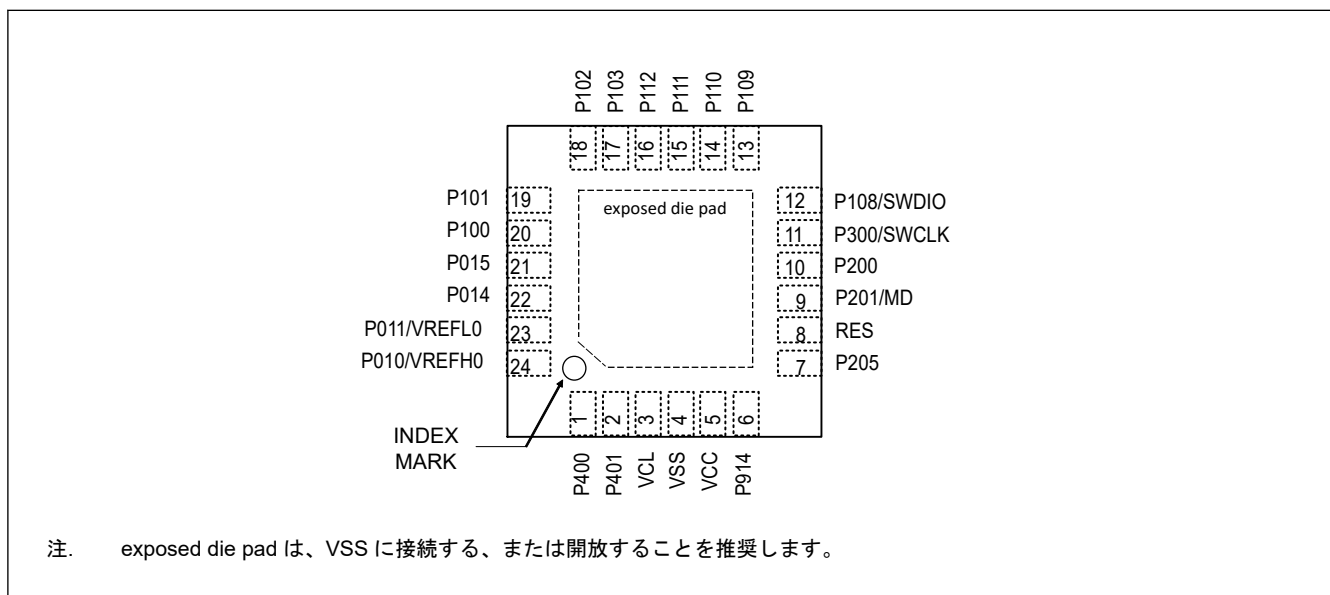 P102
P103
P112
P111
P110
P109
18
17
16
15
14
13
P101 19
P100 20
P015 21
P014 22
P011/VREFL0 23
P010/VREFH0 24
exposed die pad
12 P108/SWDIO
11 P300/SWCLK
10 P200
9 P201/MD
8 RES
7 P205
INDEX
MARK
1
2
3
4
5
6
P400
P401
VCL
VSS
VCC
P914
注. exposed die pad は、VSS に接続する、または開放することを推奨します。